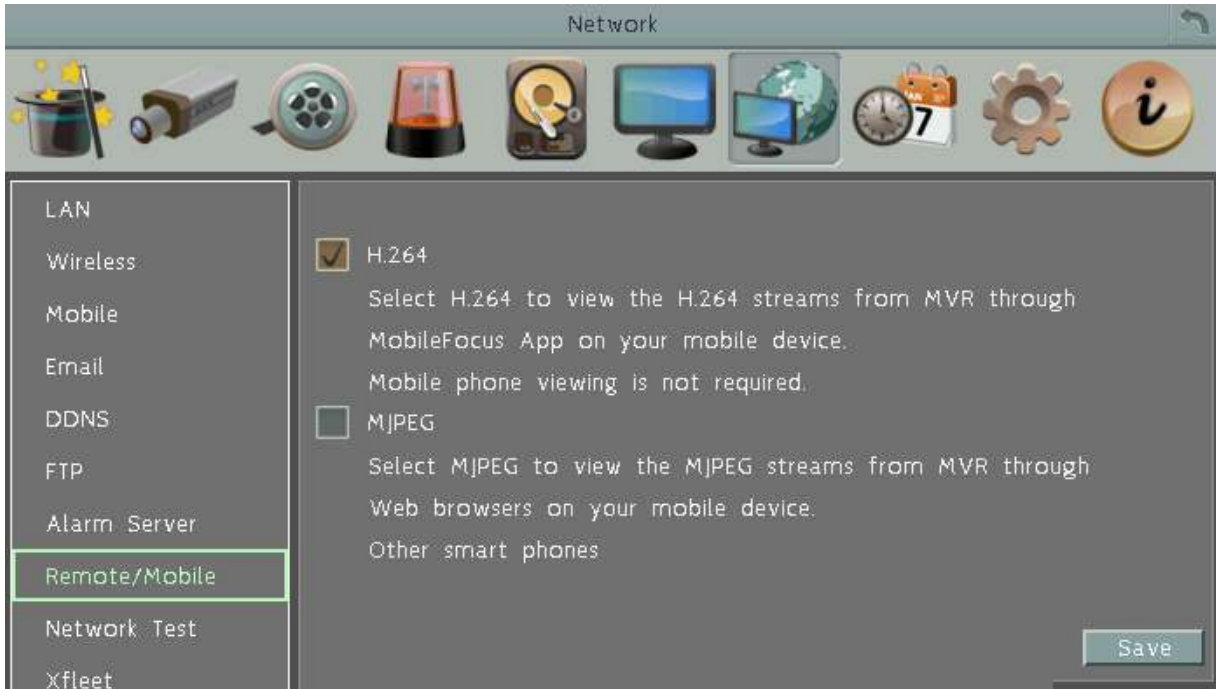 Network
JAN
7
i
LAN
Wireless
Mobile
Email
DDNS
FTP
Alarm Server
Remote/Mobile
Network Test
Xfleet
H.264
Select H.264 to view the H.264 streams from MVR through
MobileFocus App on your mobile device.
Mobile phone viewing is not required.
MJPEG
Select MJPEG to view the MJPEG streams from MVR through
Web browsers on your mobile device.
Other smart phones
Save